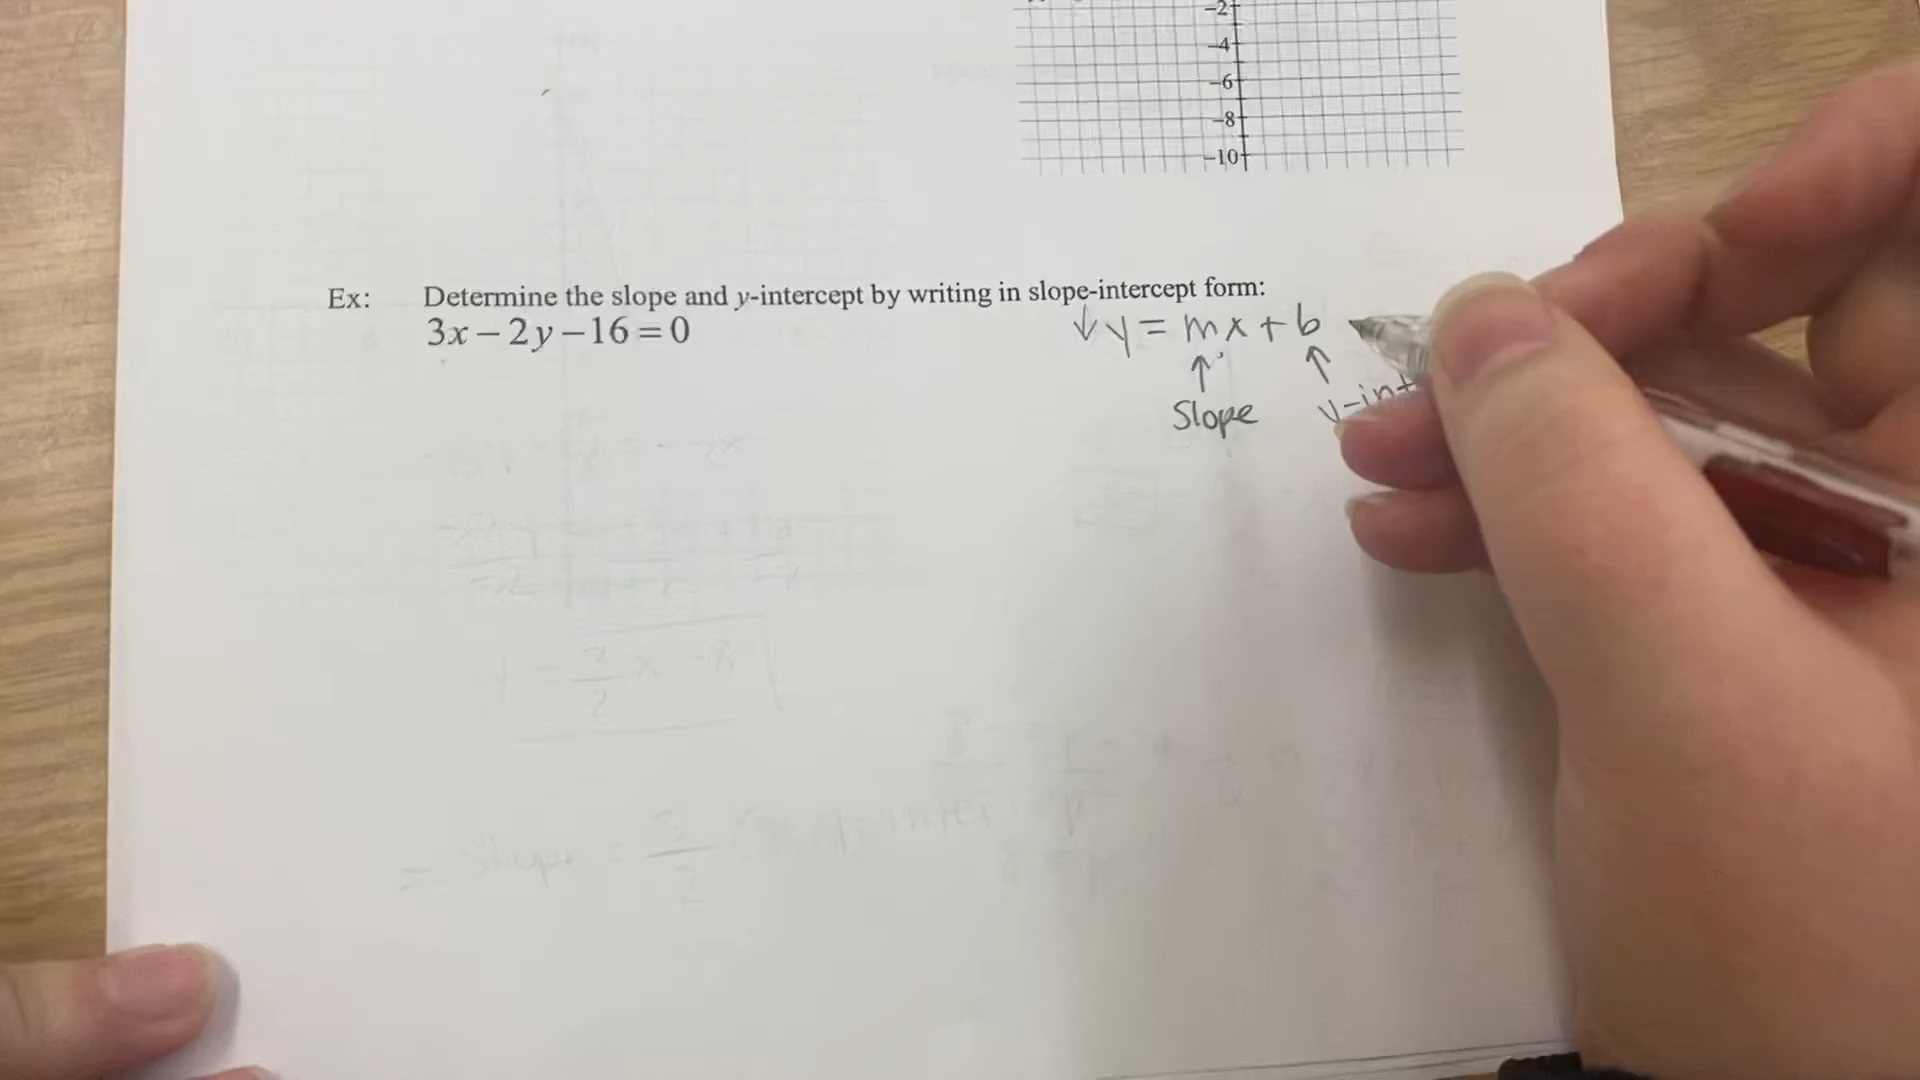 -2
-4
-6
-8
-10
Ex: Determine the slope and y-intercept by writing in slope-intercept form:
3x – 2y – 16 = 0
↓ y = mx + b
↑ ↑
Slope y-int